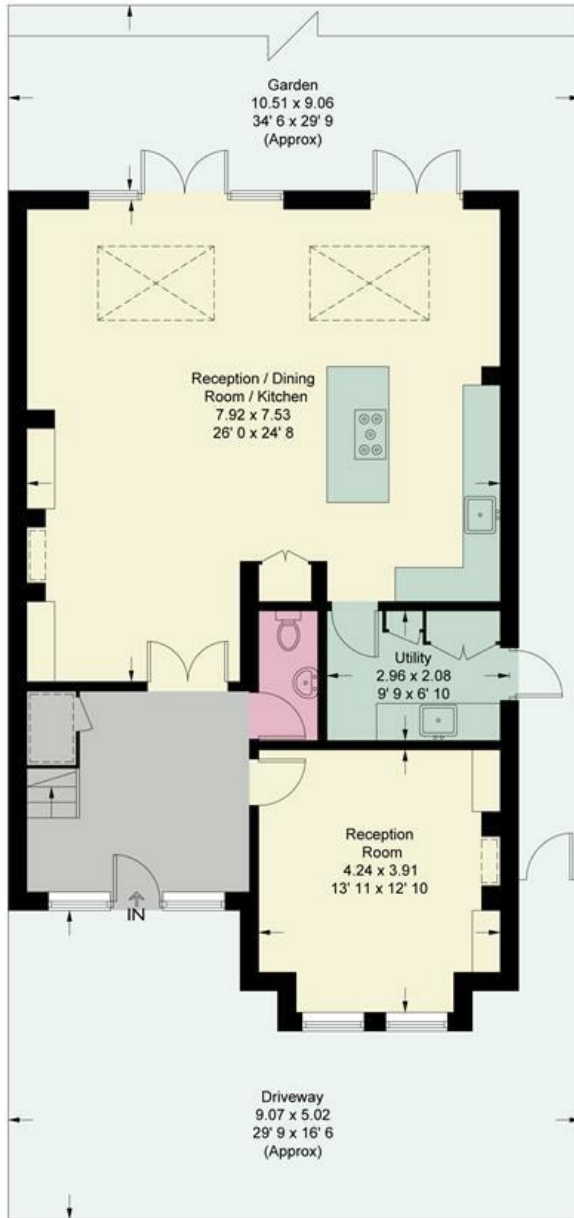 Garden
10.51 x 9.06
34' 6 x 29' 9
(Approx)
Reception / Dining
Room / Kitchen
7.92 x 7.53
26' 0 x 24' 8
Utility
2.96 x 2.08
9' 9 x 6' 10
Reception
Room
4.24 x 3.91
13' 11 x 12' 10
IN
Driveway
9.07 x 5.02
29' 9 x 16' 6
(Approx)